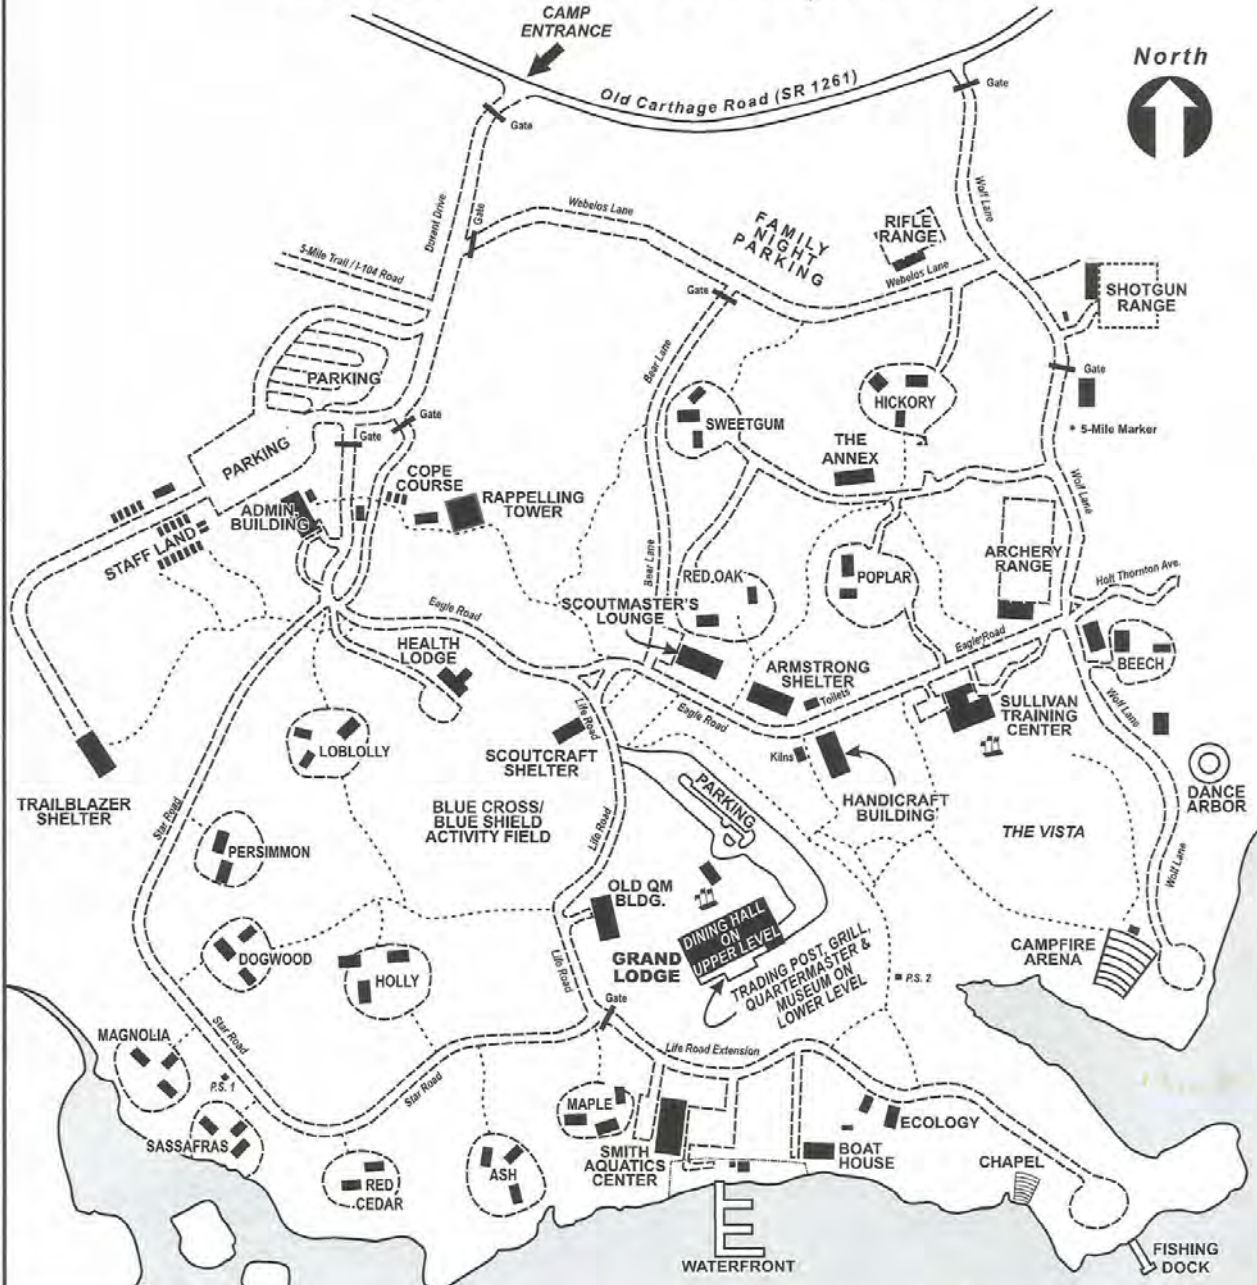 CAMP
ENTRANCE
North
Old Carthage Road (SR 1261)
Gate
Gate
Durant Drive
Gate
Webelos Lane
Wolf Lane
FAMILY
NIGHT
PARKING
RIFLE
RANGE
5-Mile Trail / I-104 Road
Webelos Lane
SHOTGUN
RANGE
Gate
Bear Lane
PARKING
Gate
HICKORY
Gate
SWEETGUM
5-Mile Marker
Gate
THE
ANNEX
PARKING
COPE
COURSE
RAPPELLING
TOWER
Wolf Lane
ADMIN.
BUILDING
STAFF LAND
Bear Lane
ARCHERY
RANGE
RED OAK
POPLAR
Holt Thornton Ave.
SCOUTMASTER'S
LOUNGE
Eagle Road
Eagle Road
HEALTH
LODGE
BEECH
ARMSTRONG
SHELTER
Toilets
SULLIVAN
TRAINING
CENTER
Wolf Lane
Life Road
Eagle Road
LOBLOLLY
SCOUTCRAFT
SHELTER
Kilns
PARKING
DANCE
ARBOR
TRAILBLAZER
SHELTER
HANDICRAFT
BUILDING
BLUE CROSS/
BLUE SHIELD
ACTIVITY FIELD
Star Road
Life Road
THE VISTA
PERSIMMON
Wolf Lane
OLD QM
BLDG.
DINING HALL
ON
UPPER LEVEL
CAMPFIRE
ARENA
DOGWOOD
GRAND
LODGE
TRADING POST, GRILL,
QUARTERMASTER &
MUSEUM ON
LOWER LEVEL
Life Road
HOLLY
P.S. 2
Gate
MAGNOLIA
Star Road
Life Road Extension
P.S. 1
Star Road
MAPLE
ECOLOGY
SASSAFRAS
SMITH
AQUATICS
CENTER
BOAT
HOUSE
CHAPEL
ASH
RED
CEDAR
FISHING
DOCK
WATERFRONT